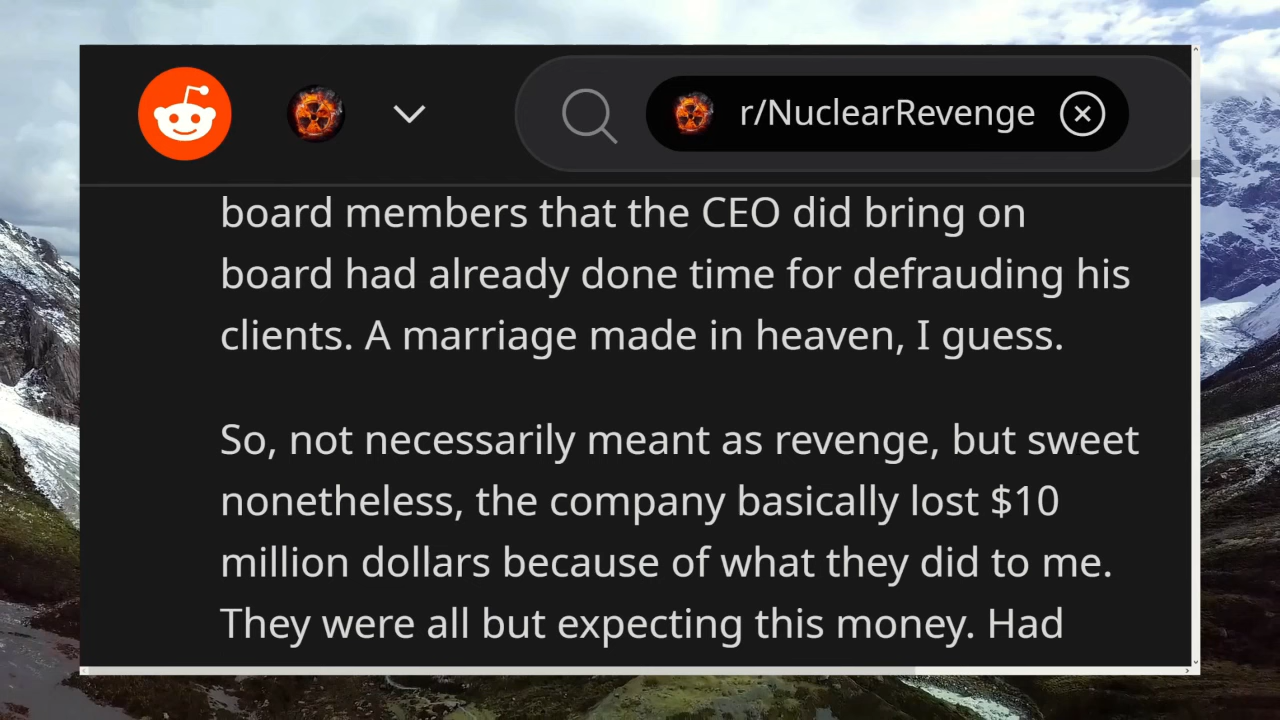 r/NuclearRevenge
board members that the CEO did bring on
board had already done time for defrauding his
clients. A marriage made in heaven, I guess.
So, not necessarily meant as revenge, but sweet
nonetheless, the company basically lost $10
million dollars because of what they did to me.
They were all but expecting this money. Had